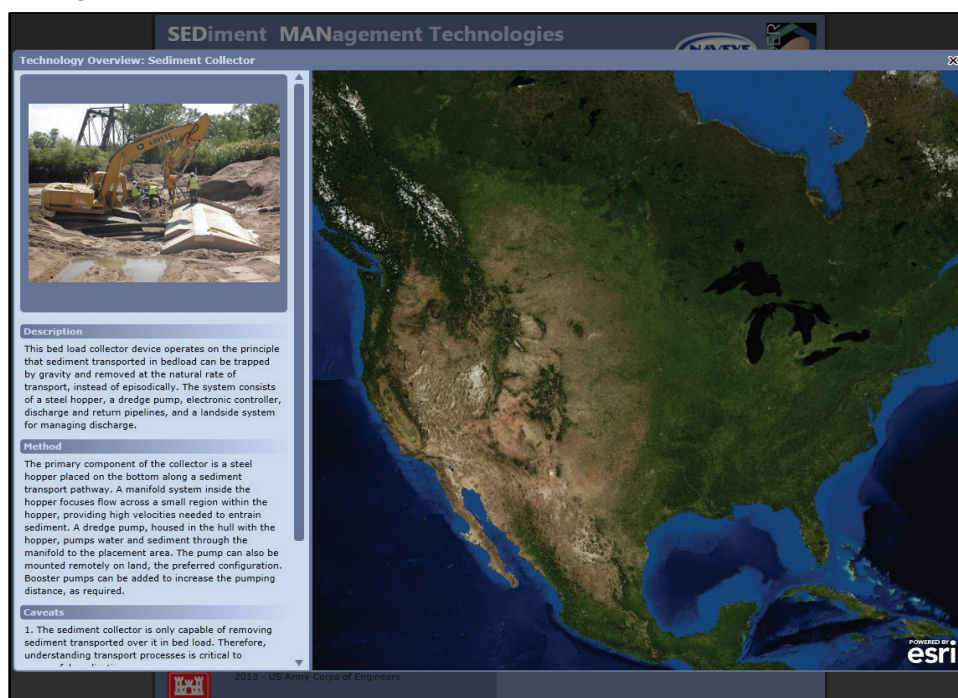 SEDiment MANagement Technologies
NAVSYS
Technology Overview: Sediment Collector
Description
This bed load collector device operates on the principle
that sediment transported in bedload can be trapped
by gravity and removed at the natural rate of
transport, instead of episodically. The system consists
of a steel hopper, a dredge pump, electronic controller,
discharge and return pipelines, and a landside system
for managing discharge.
Method
The primary component of the collector is a steel
hopper placed on the bottom along a sediment
transport pathway. A manifold system inside the
hopper focuses flow across a small region within the
hopper, providing high velocities needed to entrain
sediment. A dredge pump, housed in the hull with the
hopper, pumps water and sediment through the
manifold to the placement area. The pump can also be
mounted remotely on land, the preferred configuration.
Booster pumps can be added to increase the pumping
distance, as required.
Caveats
1. The sediment collector is only capable of removing
sediment transported over it in bed load. Therefore,
understanding transport processes is critical to
POWERED BY
esri
2013 - US Army Corps of Engineers